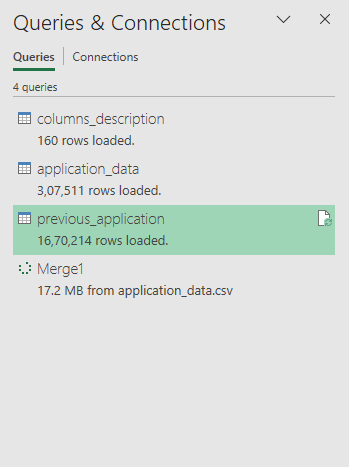 Queries & Connections
Queries
Connections
4 queries
columns_description
160 rows loaded.
application_data
3,07,511 rows loaded.
previous_application
16,70,214 rows loaded.
Merge1
17.2 MB from application_data.csv